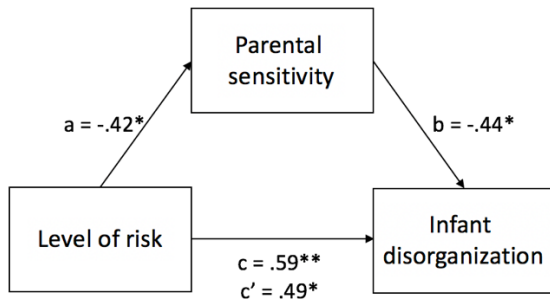 Parental
sensitivity
a = -.42*
b = -.44*
Level of risk
Infant
disorganization
c = .59**
c’ = .49*